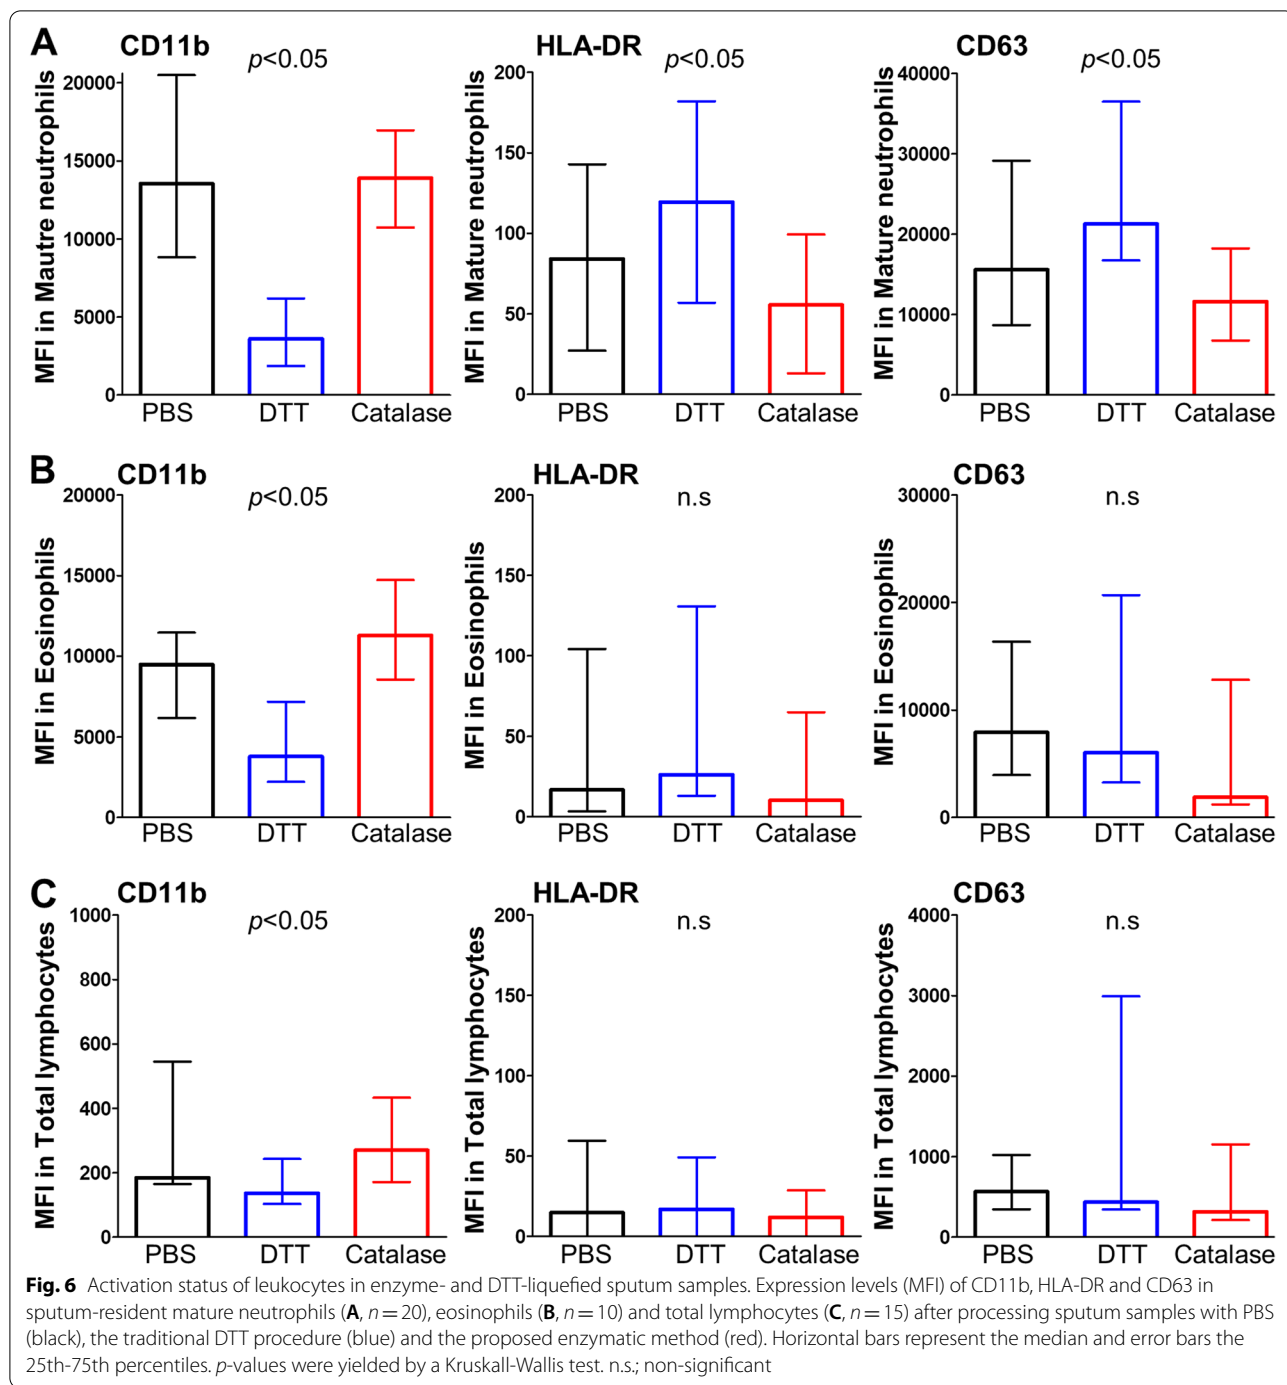 A
CD11b
p<0.05
MFI in Mautre neutrophils
20000
15000
10000
5000
0
PBS DTT Catalase
HLA-DR
p<0.05
MFI in Mature neutrophils
200
150
100
50
0
PBS DTT Catalase
CD63
p<0.05
MFI in Mature neutrophils
40000
30000
20000
10000
0
PBS DTT Catalase
B
CD11b
p<0.05
MFI in Eosinophils
20000
15000
10000
5000
0
PBS DTT Catalase
HLA-DR
n.s
MFI in Eosinophils
200
150
100
50
0
PBS DTT Catalase
CD63
n.s
MFI in Eosinophils
30000
20000
10000
0
PBS DTT Catalase
C
CD11b
p<0.05
MFI in Total lymphocytes
1000
800
600
400
200
0
PBS DTT Catalase
HLA-DR
n.s
MFI in Total lymphocytes
200
150
100
50
0
PBS DTT Catalase
CD63
n.s
MFI in Total lymphocytes
4000
3000
2000
1000
0
PBS DTT Catalase
Fig. 6 Activation status of leukocytes in enzyme- and DTT-liquefied sputum samples. Expression levels (MFI) of CD11b, HLA-DR and CD63 in
sputum-resident mature neutrophils (A, n = 20), eosinophils (B, n = 10) and total lymphocytes (C, n = 15) after processing sputum samples with PBS
(black), the traditional DTT procedure (blue) and the proposed enzymatic method (red). Horizontal bars represent the median and error bars the
25th-75th percentiles. p-values were yielded by a Kruskall-Wallis test. n.s.; non-significant